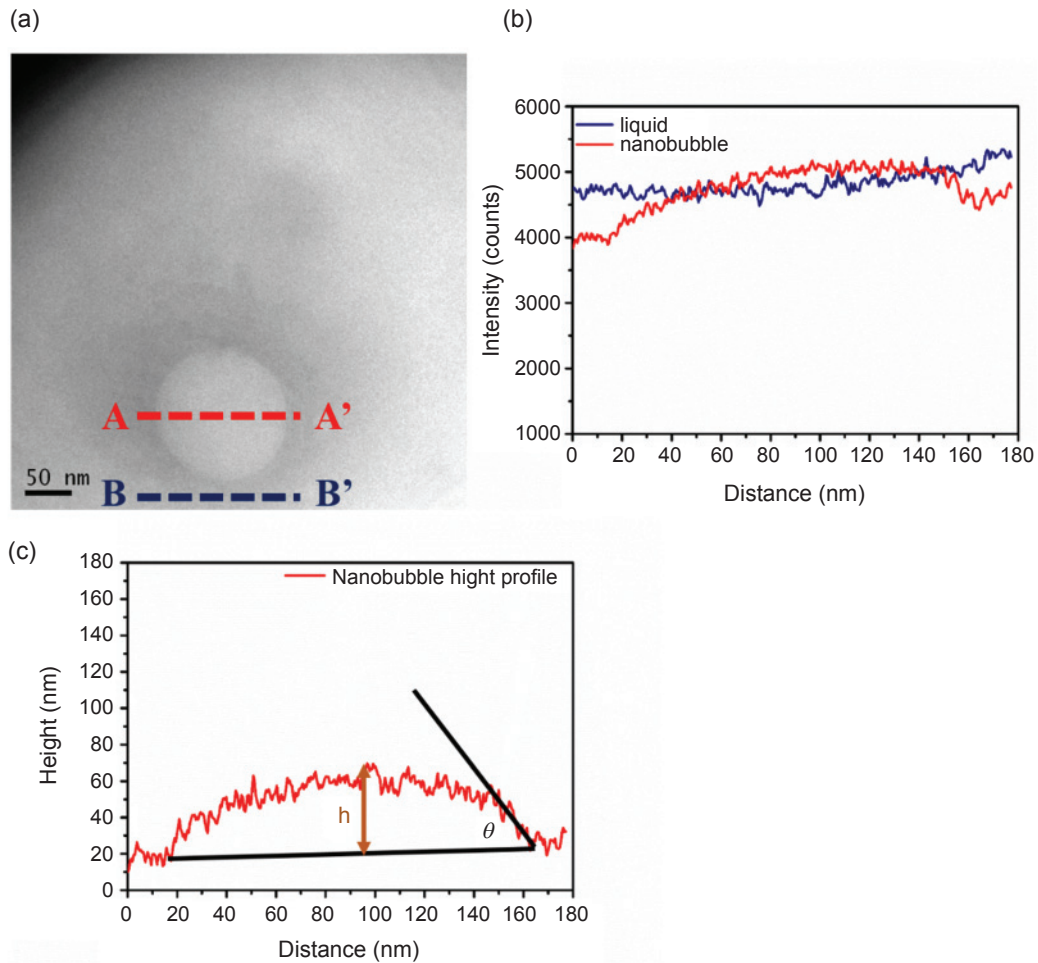 (a)
A A’
50 nm
B B’
(b)
6000
5000
4000
3000
2000
1000
Intensity (counts)
liquid
nanobubble
0 20 40 60 80 100 120 140 160 180
Distance (nm)
(c)
180
160
140
120
100
80
60
40
20
0
Height (nm)
Nanobubble hight profile
h
θ
0 20 40 60 80 100 120 140 160 180
Distance (nm)